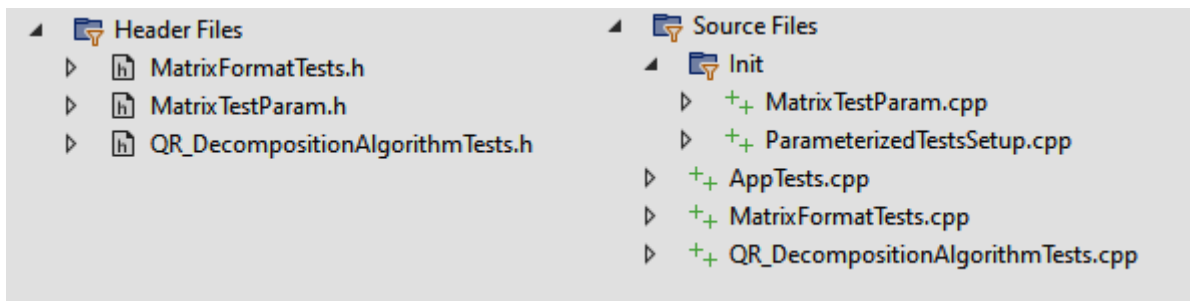 Header Files
MatrixFormatTests.h
MatrixTestParam.h
QR_DecompositionAlgorithmTests.h
Source Files
Init
++ MatrixTestParam.cpp
++ ParameterizedTestsSetup.cpp
++ AppTests.cpp
++ MatrixFormatTests.cpp
++ QR_DecompositionAlgorithmTests.cpp